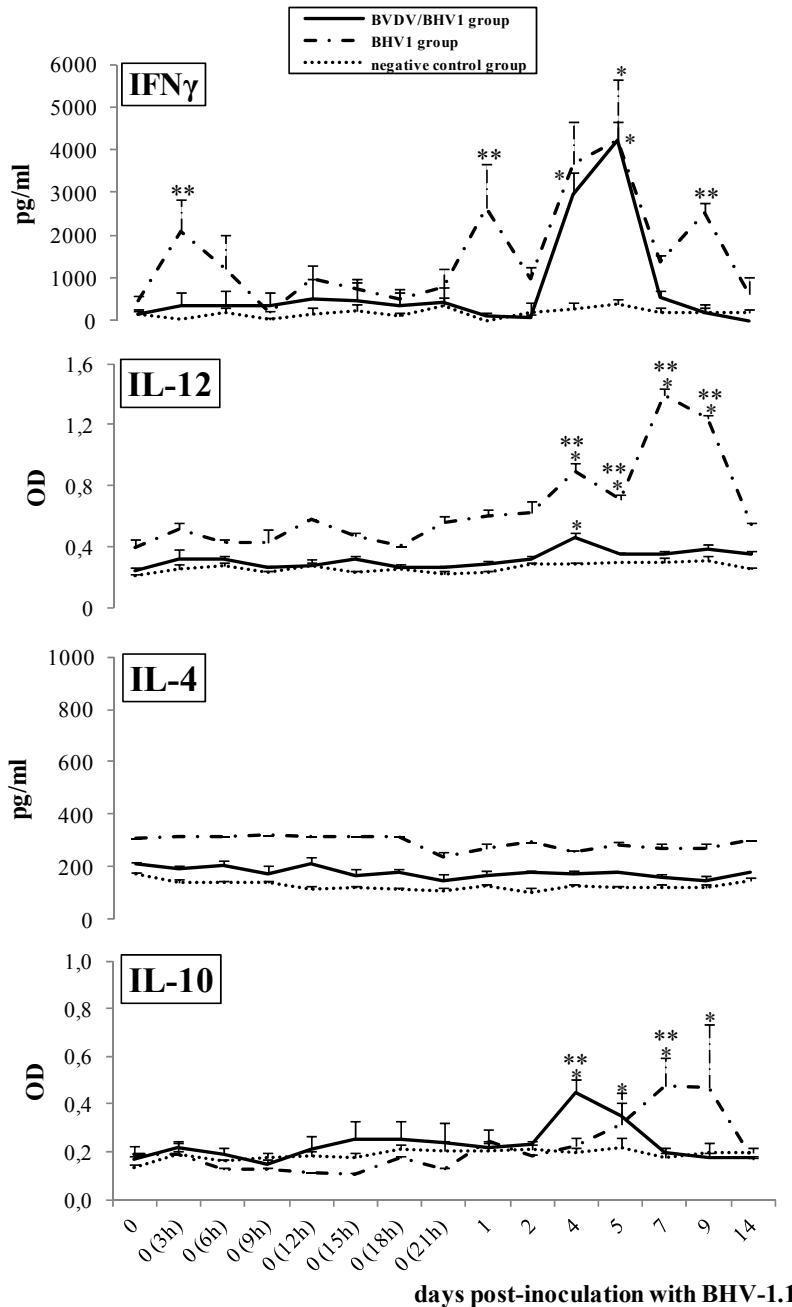 BVDV/BHV1 group
BHV1 group
negative control group
IFNγ
pg/ml
6000
5000
4000
3000
2000
1000
0
** ** * * * **
IL-12
OD
1,6
1,2
0,8
0,4
0
** * ** * ** * ** * *
IL-4
pg/ml
1000
800
600
400
200
0
IL-10
OD
1,0
0,8
0,6
0,4
0,2
0,0
** * * ** * *
0 0(3h) 0(6h) 0(9h) 0(12h) 0(15h) 0(18h) 0(21h) 1 2 4 5 7 9 14
days post-inoculation with BHV-1.1